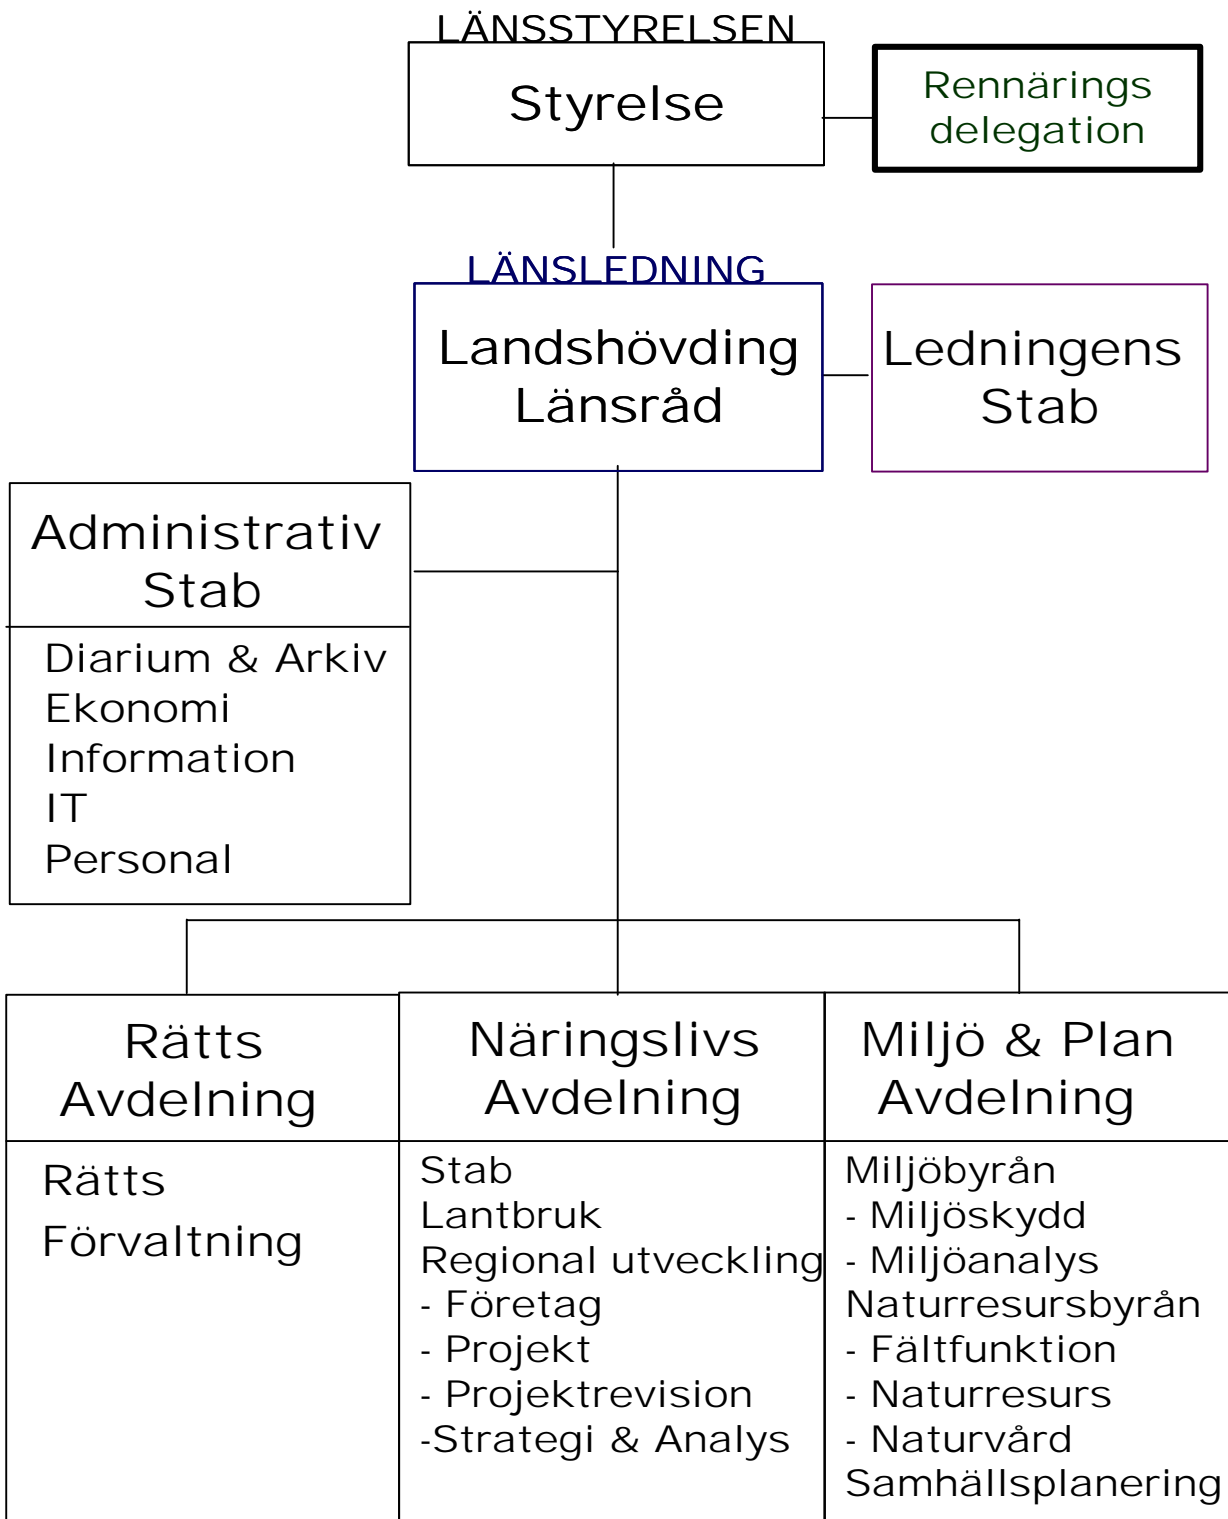 LÄNSSTYRELSEN
Styrelse
Rennärings
delegation
LÄNSLEDNING
Landshövding
Länsråd
Ledningens
Stab
Administrativ
Stab
Diarium & Arkiv
Ekonomi
Information
IT
Personal
Rätts
Avdelning
Rätts
Förvaltning
Näringslivs
Avdelning
Stab
Lantbruk
Regional utveckling
- Företag
- Projekt
- Projektrevision
-Strategi & Analys
Miljö & Plan
Avdelning
Miljöbyrån
- Miljöskydd
- Miljöanalys
Naturresursbyrån
- Fältfunktion
- Naturresurs
- Naturvård
Samhällsplanering